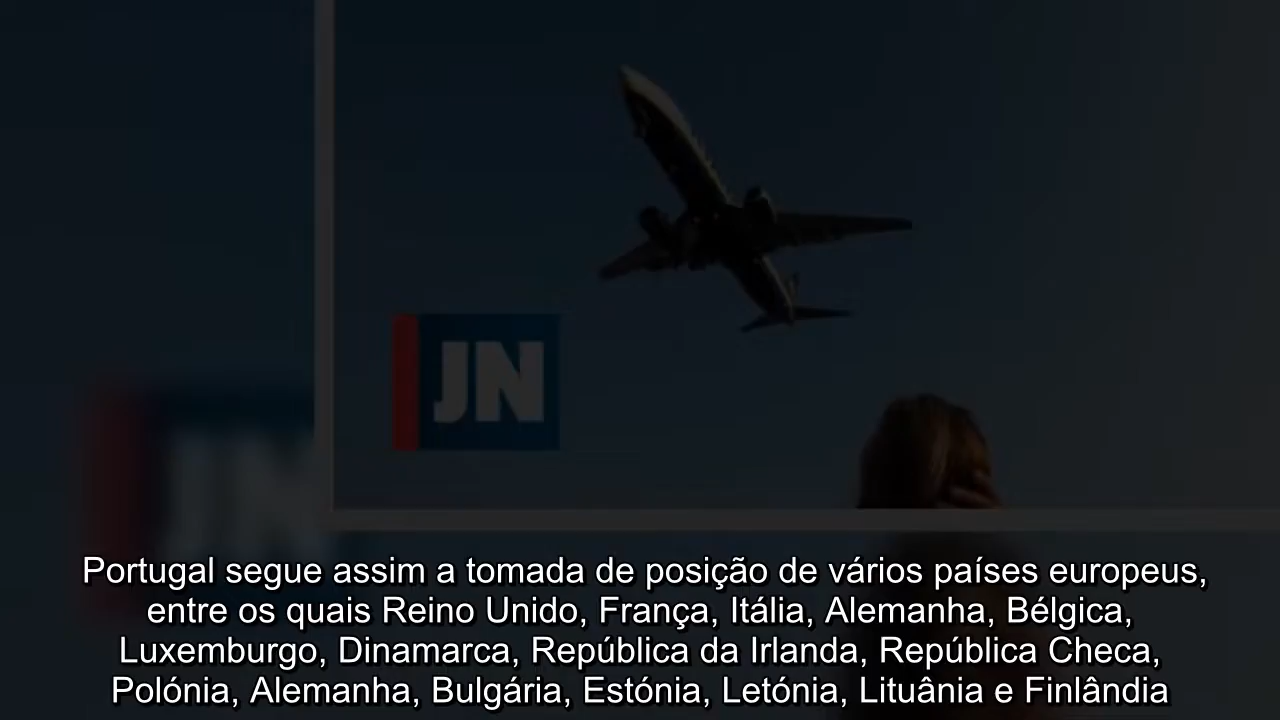 JN
JN
Portugal segue assim a tomada de posição de vários países europeus,
entre os quais Reino Unido, França, Itália, Alemanha, Bélgica,
Luxemburgo, Dinamarca, República da Irlanda, República Checa,
Polónia, Alemanha, Bulgária, Estónia, Letónia, Lituânia e Finlândia